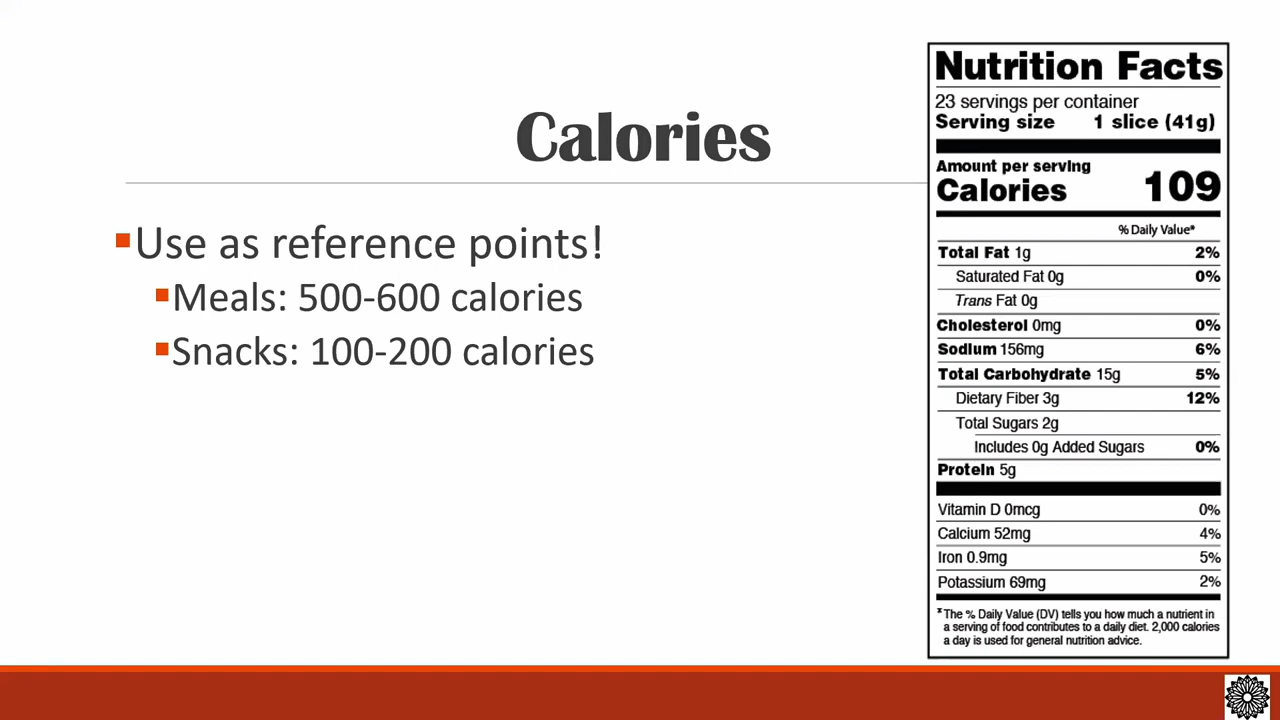 Calories
Use as reference points!
Meals: 500-600 calories
Snacks: 100-200 calories
Nutrition Facts
23 servings per container
Serving size 1 slice (41g)
Amount per serving
Calories 109
% Daily Value*
Total Fat 1g 2%
Saturated Fat 0g 0%
Trans Fat 0g
Cholesterol 0mg 0%
Sodium 156mg 6%
Total Carbohydrate 15g 5%
Dietary Fiber 3g 12%
Total Sugars 2g
Includes 0g Added Sugars 0%
Protein 5g
Vitamin D 0mcg 0%
Calcium 52mg 4%
Iron 0.9mg 5%
Potassium 69mg 2%
*The % Daily Value (DV) tells you how much a nutrient in
a serving of food contributes to a daily diet. 2,000 calories
a day is used for general nutrition advice.